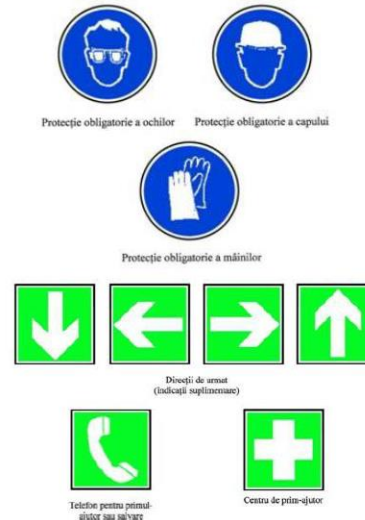 Protecție obligatorie a ochilor
Protecție obligatorie a capului
Protecție obligatorie a mâinilor
Direcții de urmat
(indicații suplimentare)
Telefon pentru primul-
ajutor sau salvare
Centru de prim-ajutor